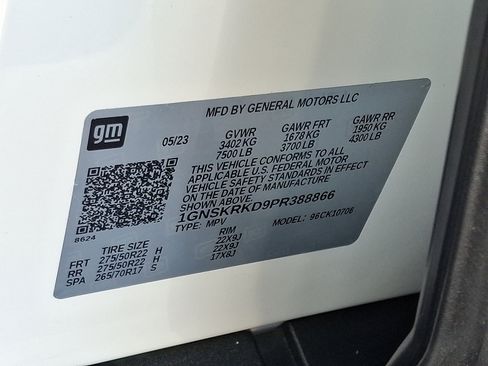 MFD BY GENERAL MOTORS LLC
gm
05/23 GVWR GAWR FRT GAWR RR
3402 KG 1678 KG 1950 KG
7500 LB 3700 LB 4300 LB
THIS VEHICLE CONFORMS TO ALL
APPLICABLE U.S. FEDERAL MOTOR
VEHICLE SAFETY STANDARDS IN EFFECT
ON THE DATE OF MANUFACTURE
1GNSKRKD9PR388866
TYPE: MPV MODEL: 96CK10706
8624
TIRE SIZE RIM
FRT 275/50R22 H 22X9J
RR 275/50R22 H 22X9J
SPA 265/70R17 S 17X8J